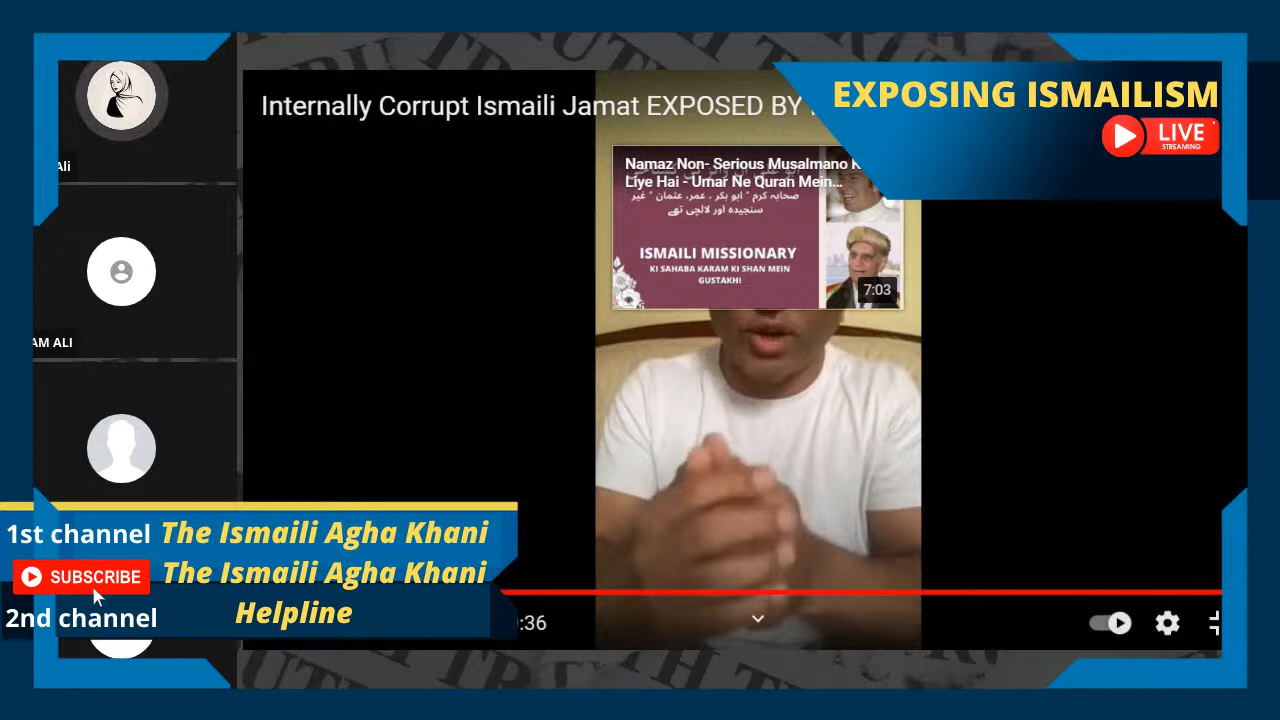 EXPOSING ISMAILISM
LIVE
STREAMING
Internally Corrupt Ismaili Jamat EXPOSED BY
Namaz Non- Serious Musalmano K
Liye Hai - Umar Ne Quran Mein...
صحابہ کرم " ابو بکر ، عمر، عثمان " غیر
سنجیدہ اور لالچی تھے
ISMAILI MISSIONARY
KI SAHABA KARAM KI SHAN MEIN
GUSTAKHI
7:03
Ali
AM ALI
1st channel The Ismaili Agha Khani
SUBSCRIBE The Ismaili Agha Khani
2nd channel Helpline
:36